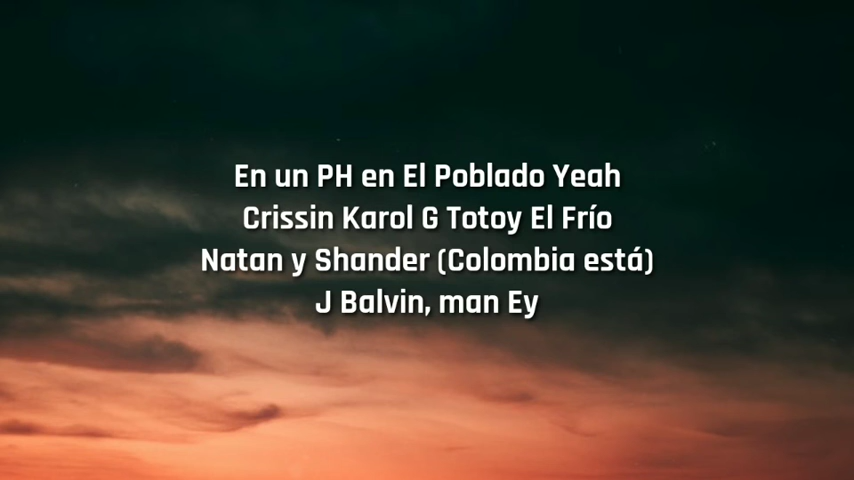 En un PH en El Poblado Yeah
Crissin Karol G Totoy El Frío
Natan y Shander (Colombia está)
J Balvin, man Ey